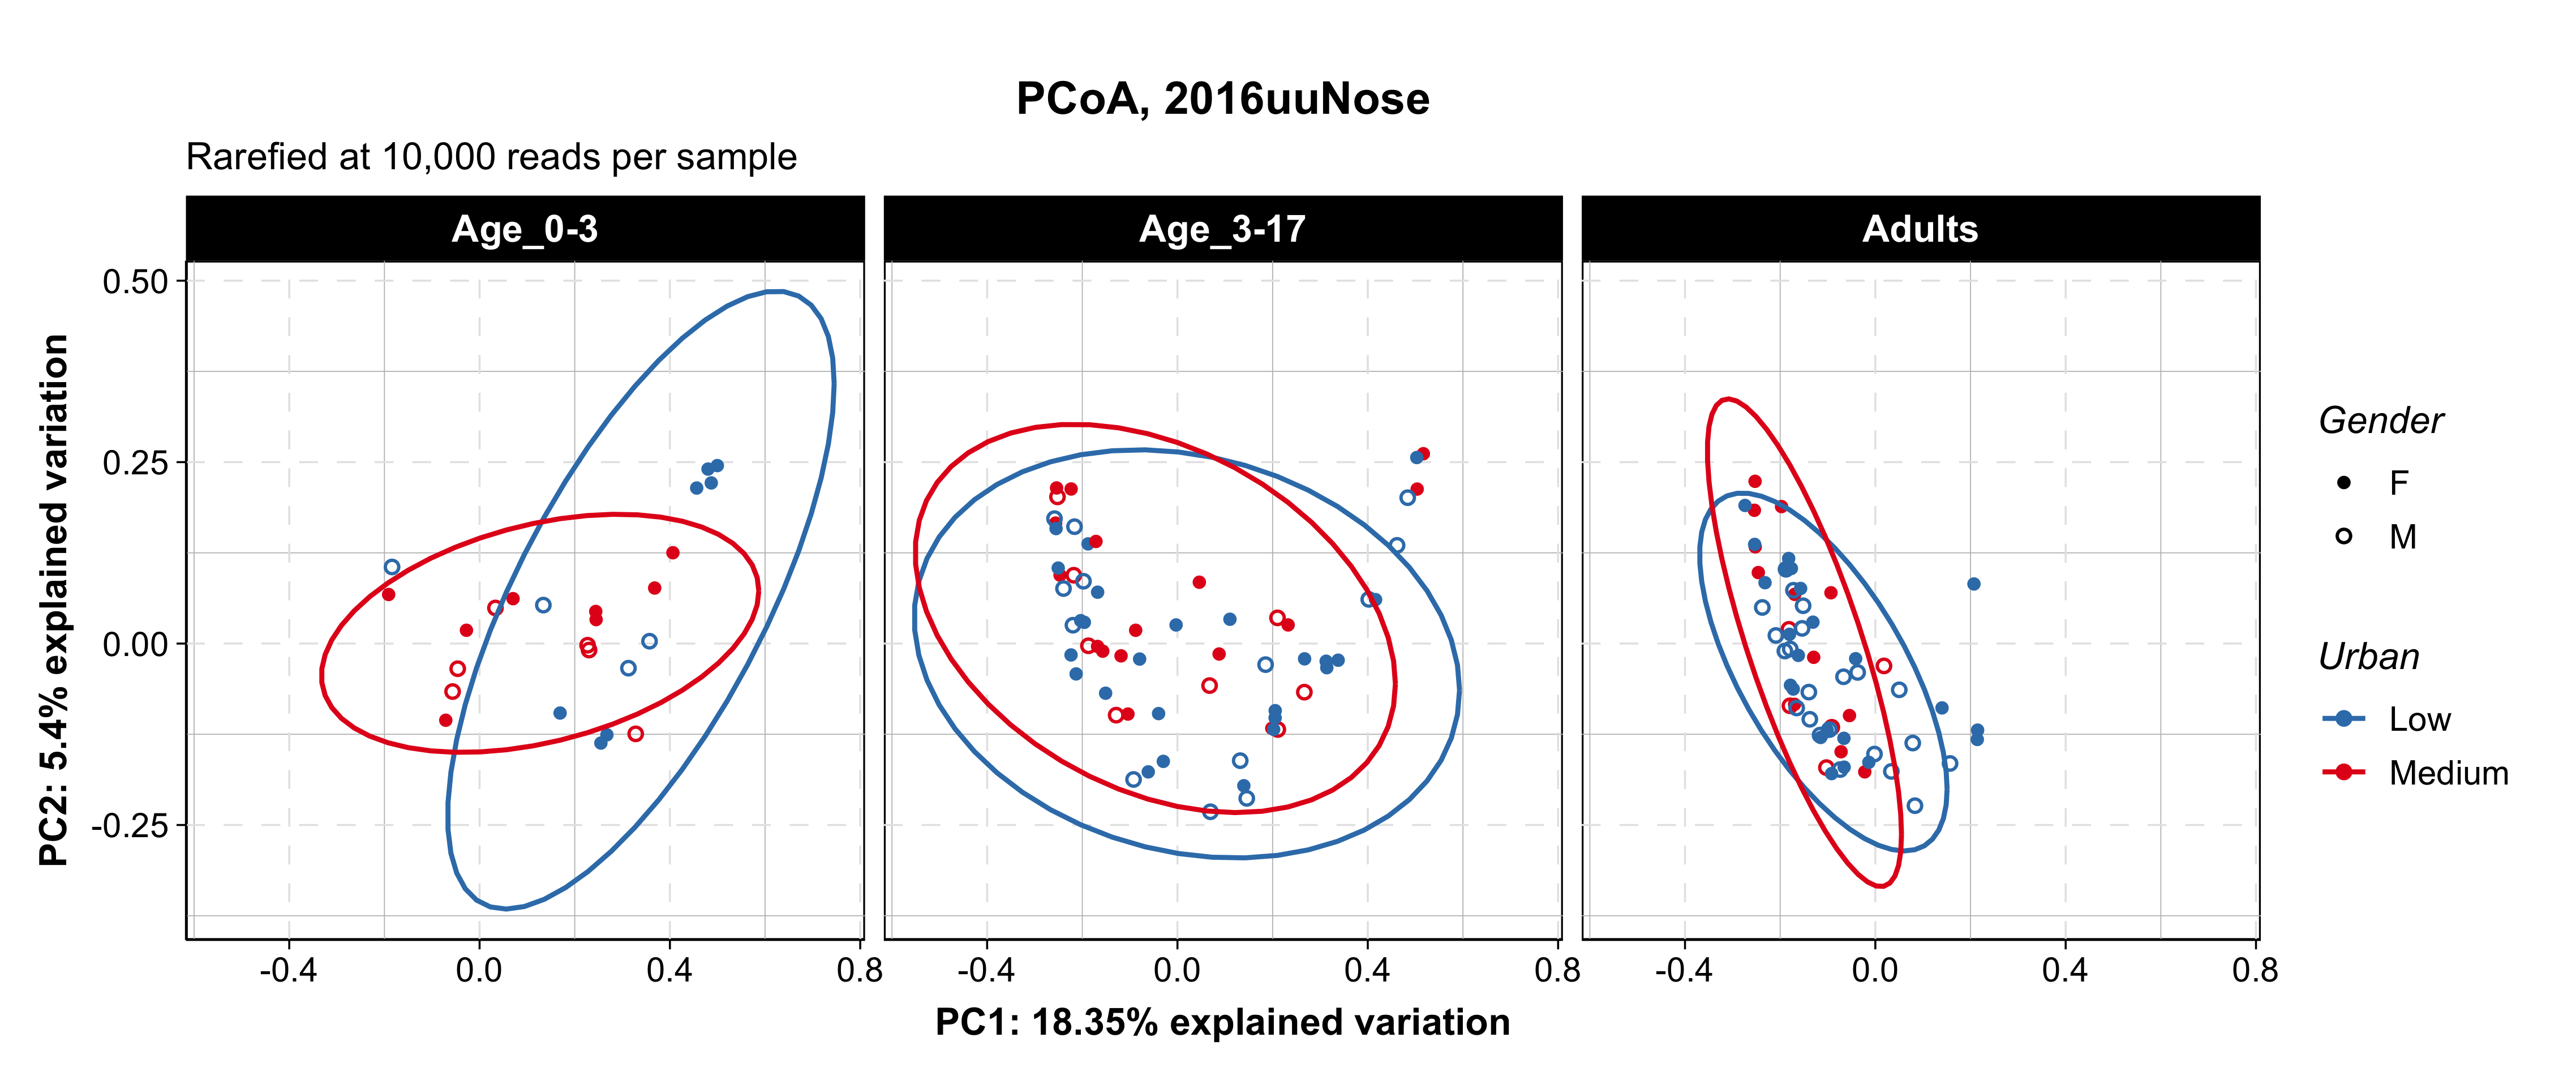 PCoA, 2016uuNose
Rarefied at 10,000 reads per sample
Age_0-3 Age_3-17 Adults
PC2: 5.4% explained variation
0.50
0.25
0.00
-0.25
-0.4 0.0 0.4 0.8 -0.4 0.0 0.4 0.8 -0.4 0.0 0.4 0.8
PC1: 18.35% explained variation
Gender
F
M
Urban
Low
Medium